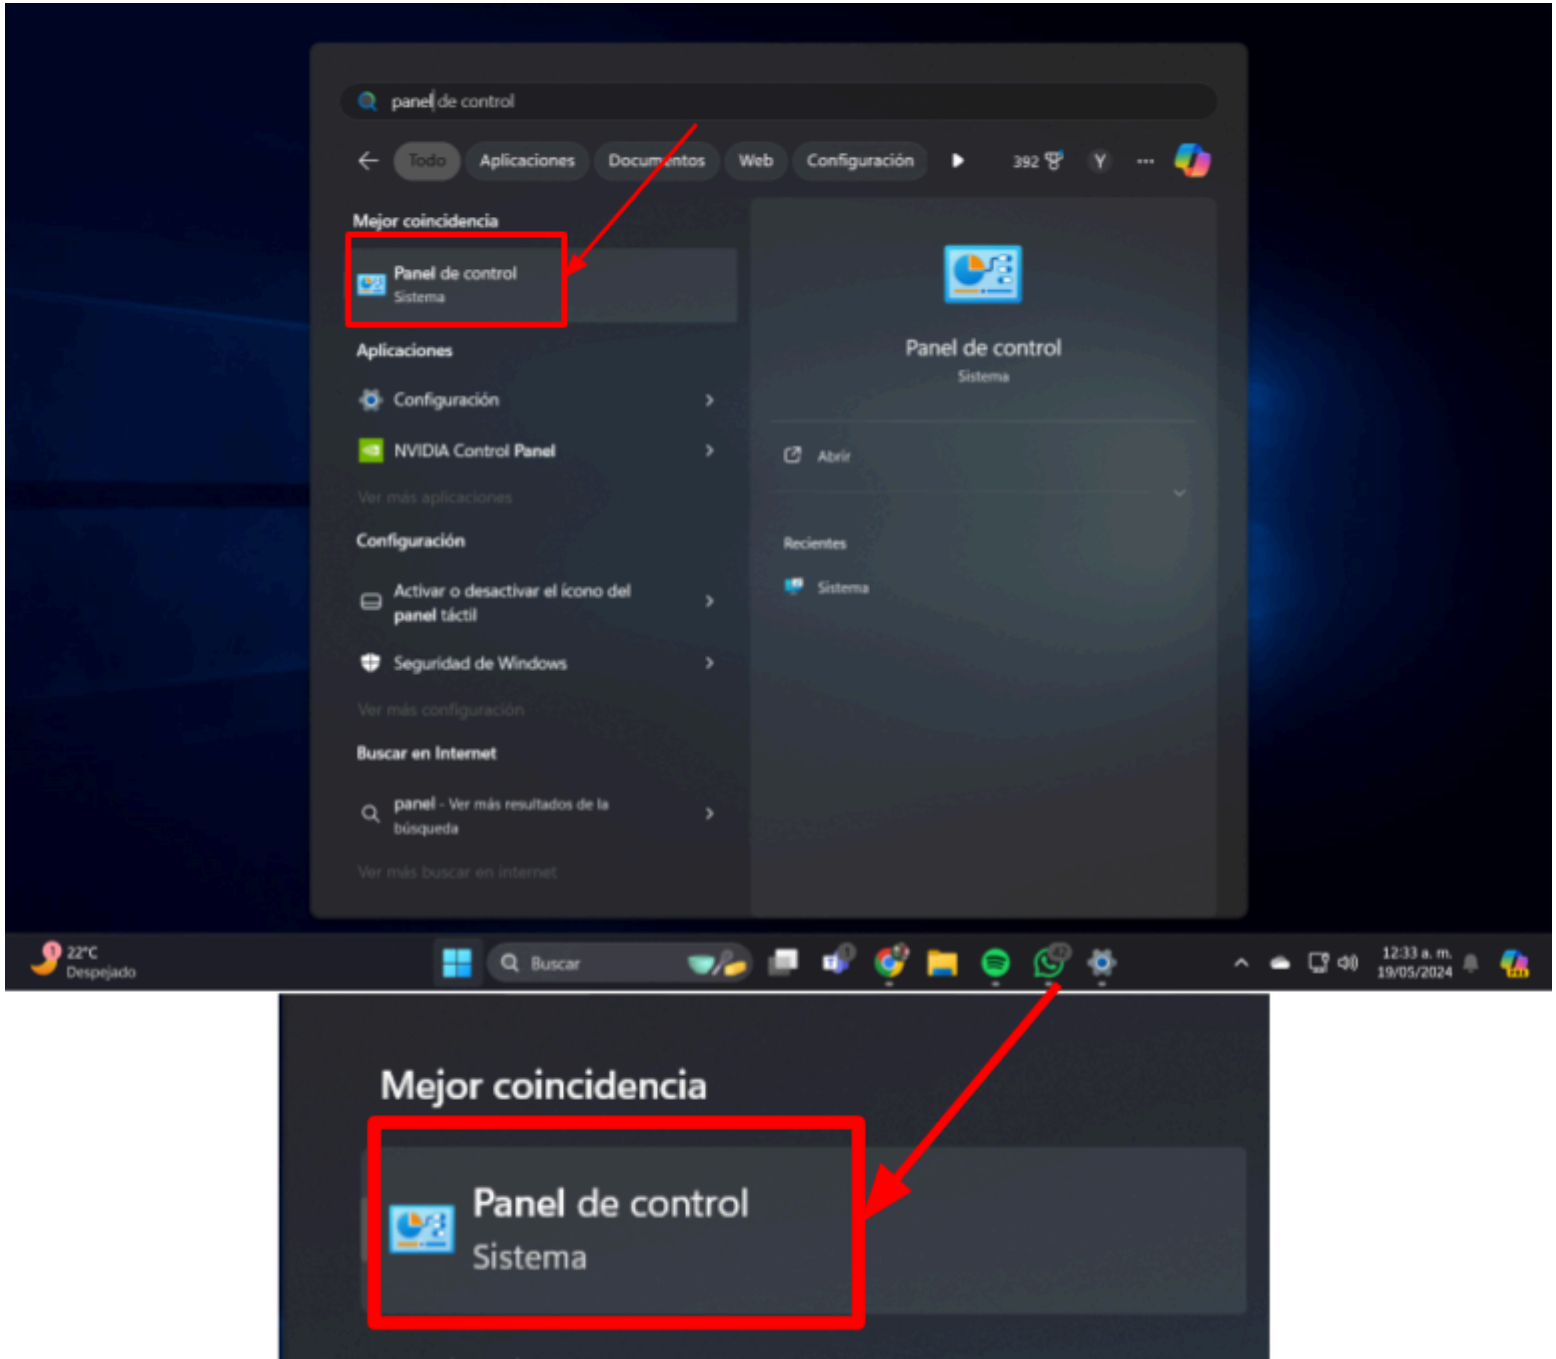 panel de control
Todo Aplicaciones Documentos Web Configuración 392 Y ...
Mejor coincidencia
Panel de control
Sistema
Aplicaciones
Configuración
NVIDIA Control Panel
Ver más aplicaciones
Configuración
Activar o desactivar el ícono del
panel táctil
Seguridad de Windows
Ver más configuración
Buscar en Internet
panel - Ver más resultados de la
búsqueda
Ver más buscar en internet
Panel de control
Sistema
Abrir
Recientes
Sistema
1 22°C
Despejado
Buscar
12:33 a. m.
19/05/2024
Mejor coincidencia
Panel de control
Sistema